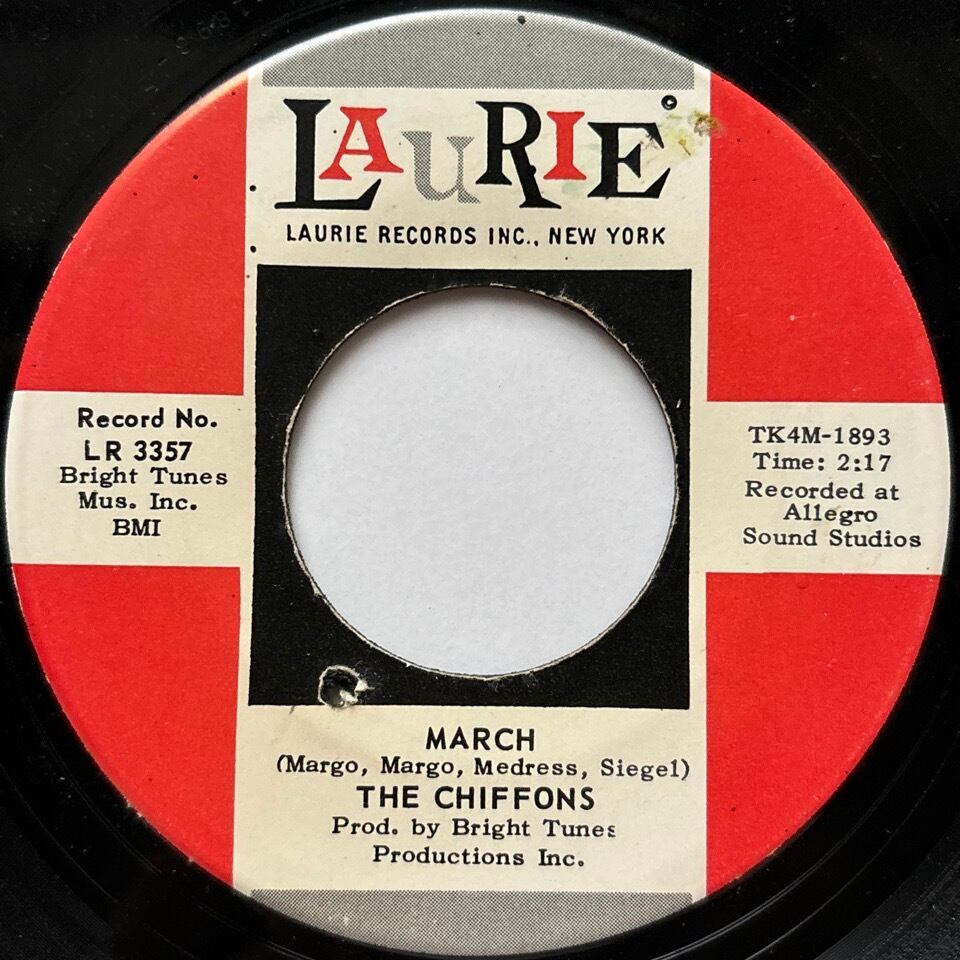 LAURIE
LAURIE RECORDS INC., NEW YORK
Record No.
LR 3357
Bright Tunes
Mus. Inc.
BMI
TK4M-1893
Time: 2:17
Recorded at
Allegro
Sound Studios
MARCH
(Margo, Margo, Medress, Siegel)
THE CHIFFONS
Prod. by Bright Tunes
Productions Inc.